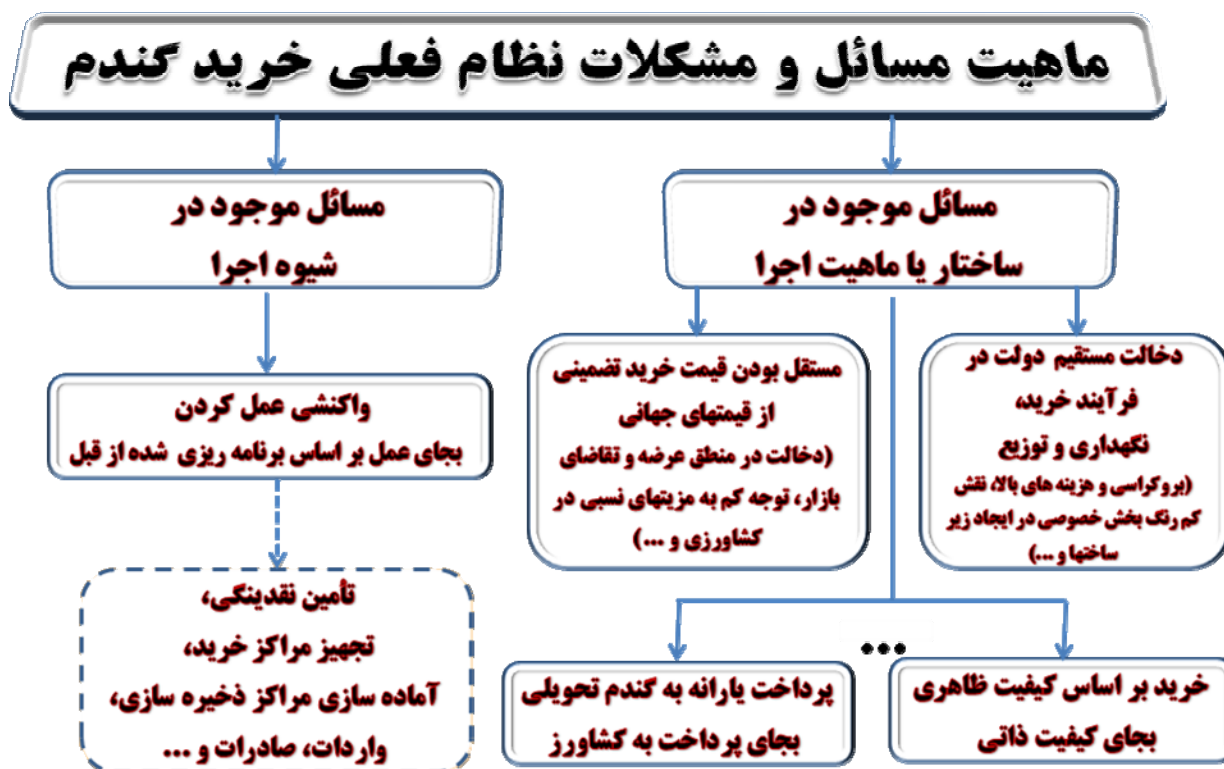 ماهیت مسائل و مشکلات نظام فعلی خرید گندم
مسائل موجود در
ساختار یا ماهیت اجرا
مسائل موجود در
شیوه اجرا
دخالت مستقیم دولت در
فرآیند خرید،
نگهداری و توزیع
(بروکراسی و هزینه های بالا، نقش
کم رنگ بخش خصوصی در ایجاد زیر
ساختها و ...)
مستقل بودن قیمت خرید تضمینی
از قیمتهای جهانی
(دخالت در منطق عرضه و تقاضای
بازار، توجه کم به مزیتهای نسبی در
کشاورزی و ...)
واکنشی عمل کردن
بجای عمل بر اساس برنامه ریزی شده از قبل
...
خرید بر اساس کیفیت ظاهری
بجای کیفیت ذاتی
پرداخت یارانه به گندم تحویلی
بجای پرداخت به کشاورز
تأمین نقدینگی،
تجهیز مراکز خرید،
آماده سازی مراکز ذخیره سازی،
واردات، صادرات و ...